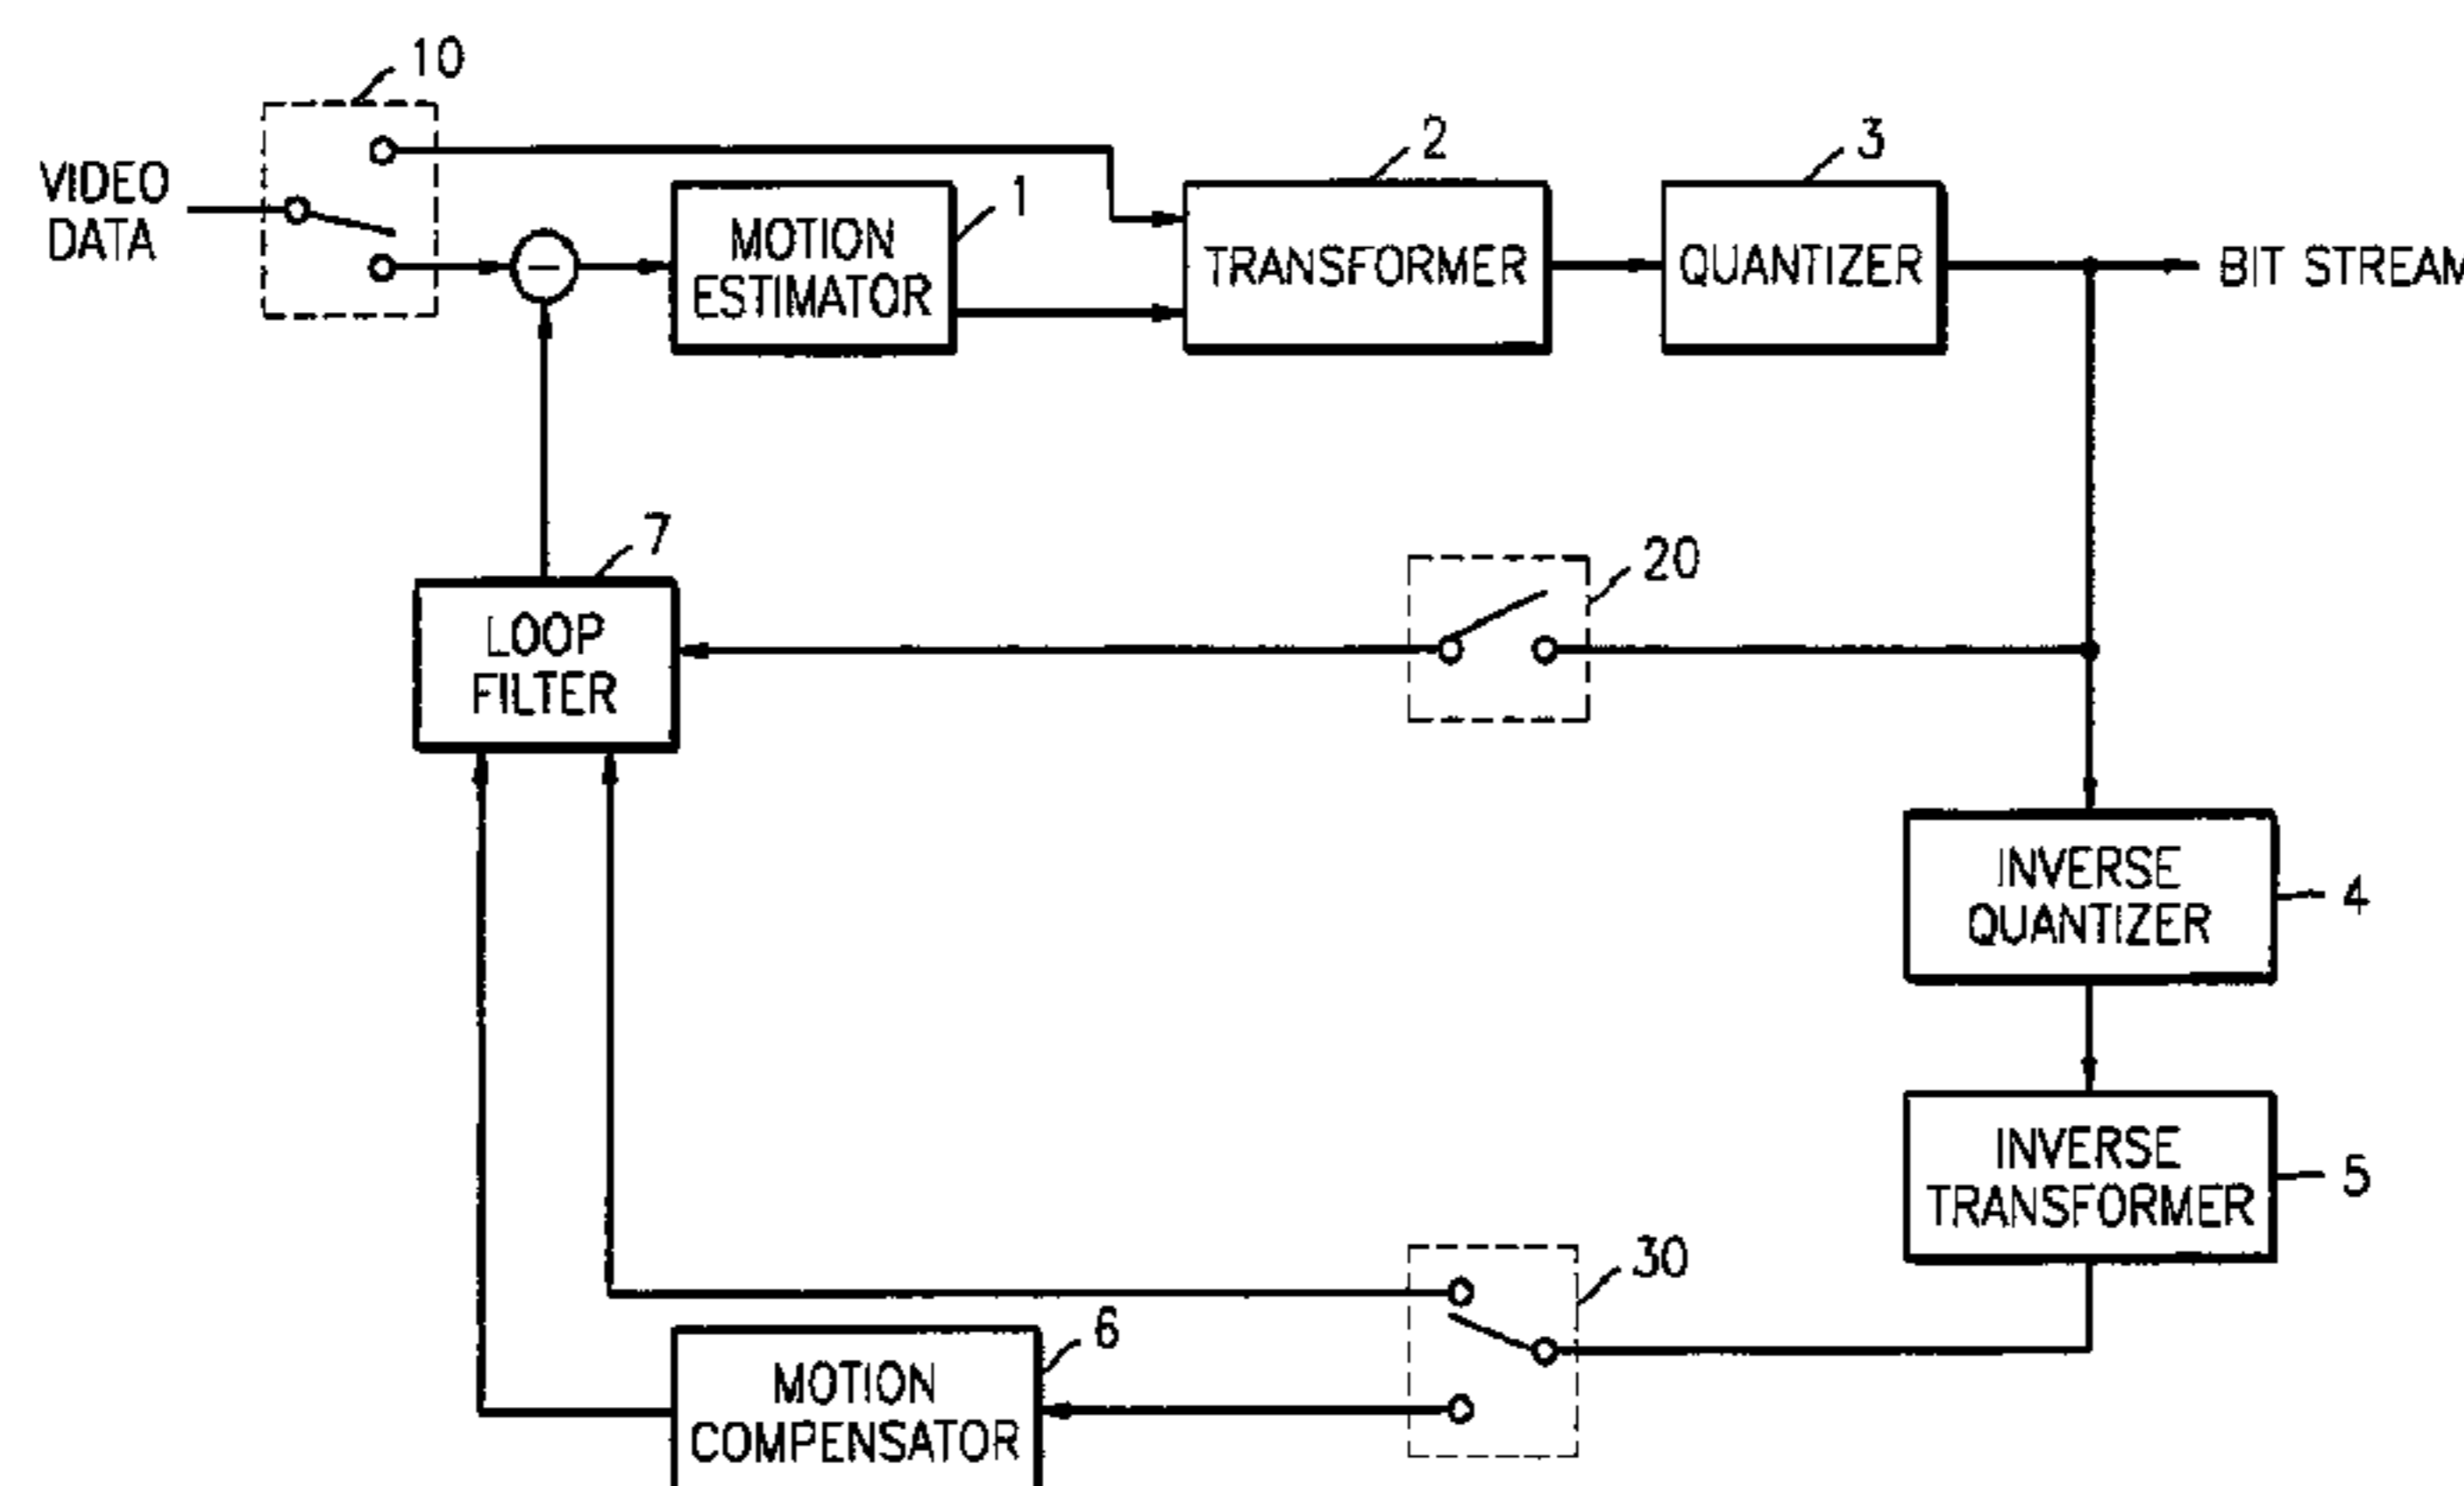 10
VIDEO
DATA
1
MOTION
ESTIMATOR
2
TRANSFORMER
3
QUANTIZER
BIT STREAM
7
LOOP
FILTER
20
INVERSE
QUANTIZER
4
INVERSE
TRANSFORMER
5
30
6
MOTION
COMPENSATOR